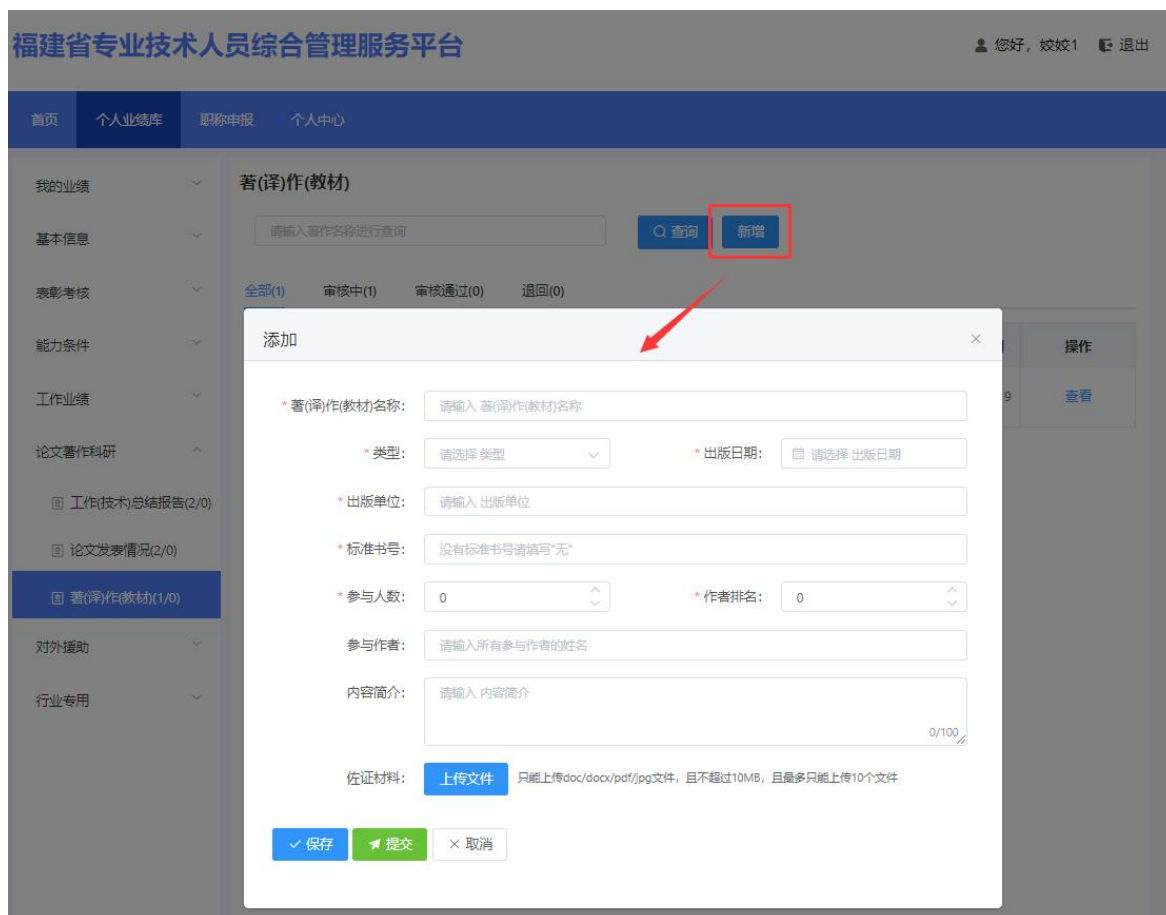 福建省专业技术人员综合管理服务平台
您好，姣姣1 退出
首页 个人业绩库 职称申报 个人中心
我的业绩
基本信息
表彰考核
能力条件
工作业绩
论文著作科研
工作(技术)总结报告(2/0)
论文发表情况(2/0)
著(译)作(教材)(1/0)
对外援助
行业专用
著(译)作(教材)
请输入著作名称进行查询 查询 新增
全部(1) 审核中(1) 审核通过(0) 退回(0)
操作
9 查看
添加
* 著(译)作(教材)名称： 请输入 著(译)作(教材)名称
* 类型： 请选择 类型 * 出版日期： 请选择 出版日期
* 出版单位： 请输入 出版单位
* 标准书号： 没有标准书号请填写"无"
* 参与人数： 0 * 作者排名： 0
参与作者： 请输入所有参与作者的姓名
内容简介： 请输入 内容简介
0/100
佐证材料： 上传文件 只能上传doc/docx/pdf/jpg文件，且不超过10MB，且最多只能上传10个文件
保存 提交 取消